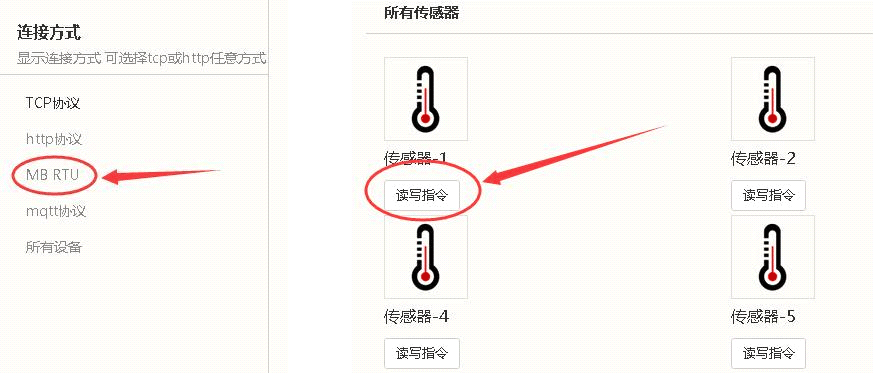 连接方式
显示连接方式 可选择tcp或http任意方式
TCP协议
http协议
MB RTU
mqtt协议
所有设备
所有传感器
传感器-1
读写指令
传感器-2
读写指令
传感器-4
读写指令
传感器-5
读写指令